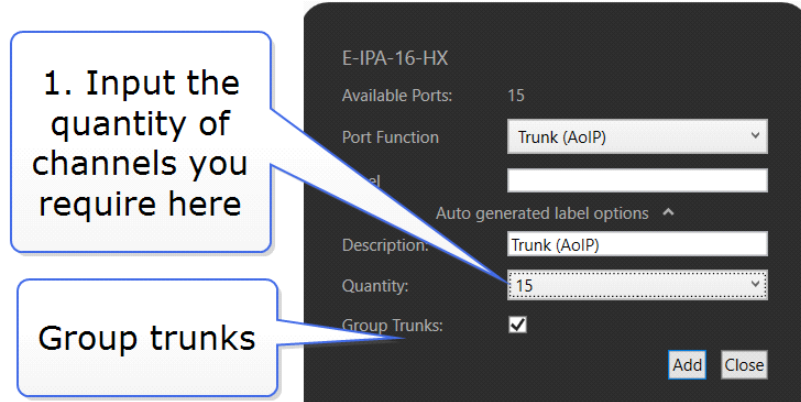 1. Input the
quantity of
channels you
require here
Group trunks
E-IPA-16-HX
Available Ports: 15
Port Function Trunk (AoIP)
Auto generated label options
Description: Trunk (AoIP)
Quantity: 15
Group Trunks:
Add Close